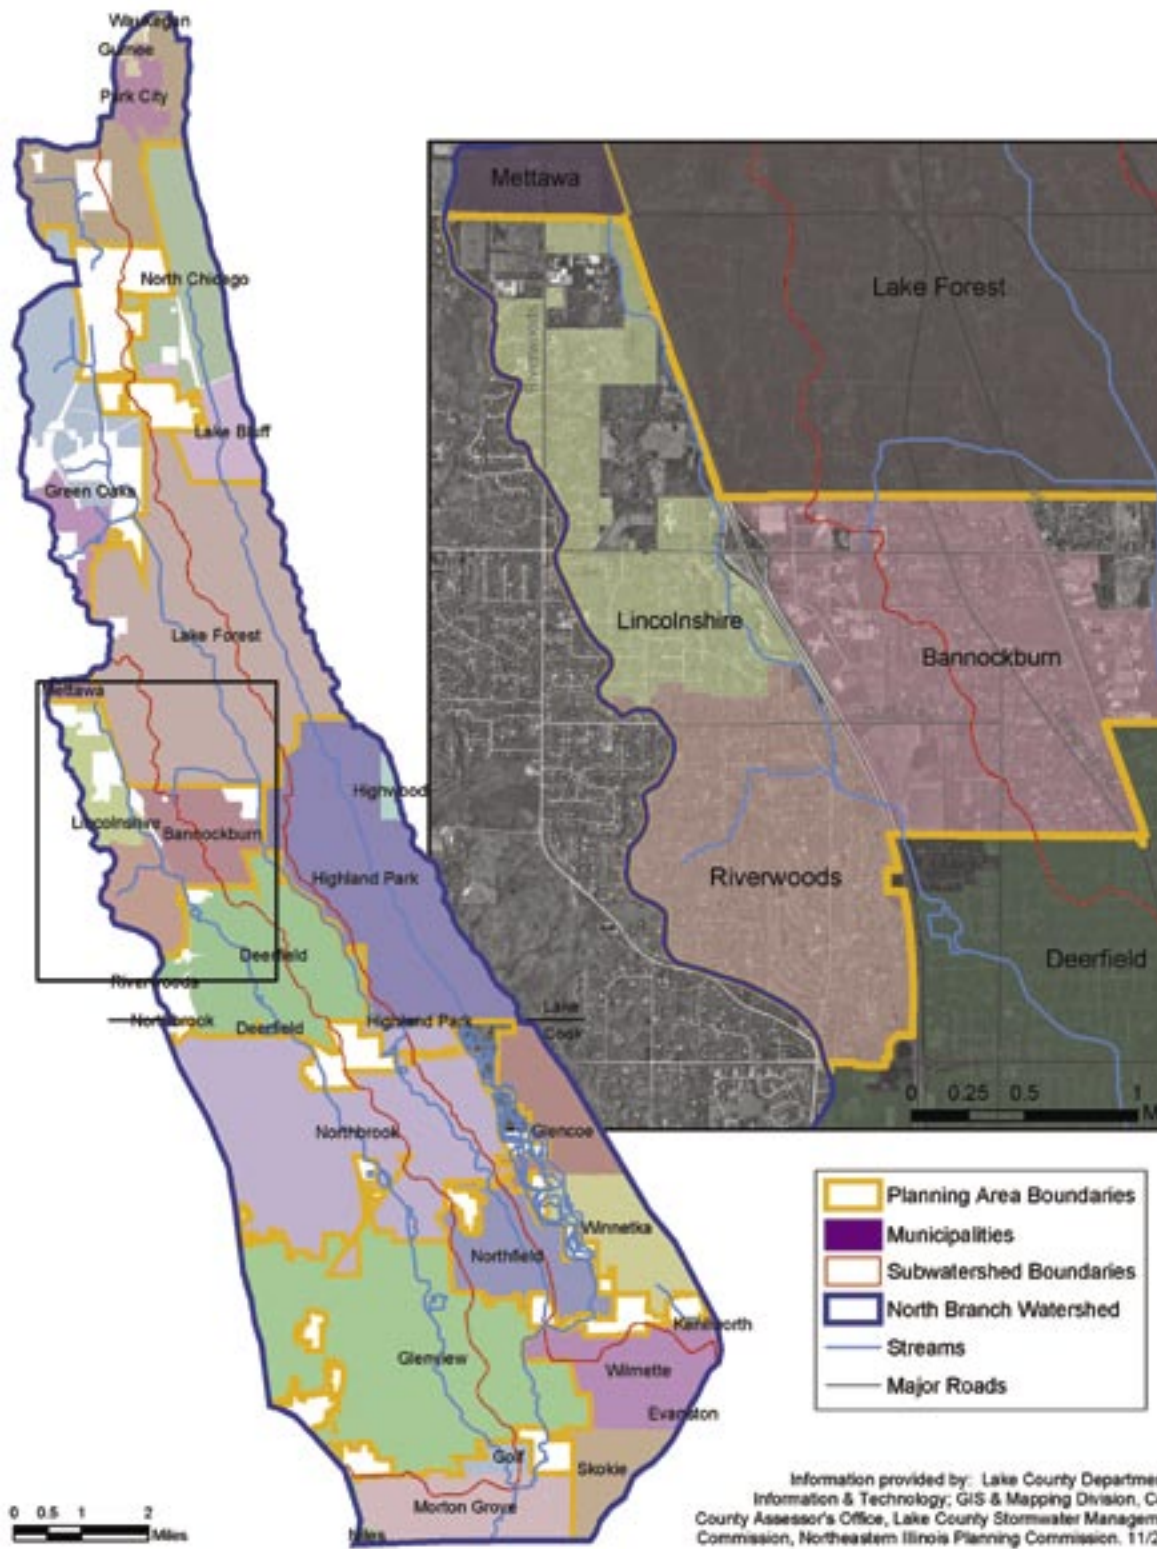 Waukegan
Gurnee
Park City
North Chicago
Lake Bluff
Green Oaks
Lake Forest
Mettawa
Highwood
Lincolnshire
Bannockburn
Highland Park
Deerfield
Riverwoods
Northbrook
Deerfield
Highland Park
Lake
Cook
Northbrook
Glencoe
Winnetka
Northfield
Kenilworth
Glenview
Wilmette
Evanston
Golf
Skokie
Morton Grove
Niles
0 0.5 1 2
Miles
Mettawa
Lake Forest
Riverwoods
Lincolnshire
Bannockburn
Riverwoods
Deerfield
0 0.25 0.5 1
M
Planning Area Boundaries
Municipalities
Subwatershed Boundaries
North Branch Watershed
Streams
Major Roads
Information provided by: Lake County Departme
Information & Technology; GIS & Mapping Division, C
County Assessor's Office, Lake County Stormwater Managem
Commission, Northeastern Illinois Planning Commission. 11/2